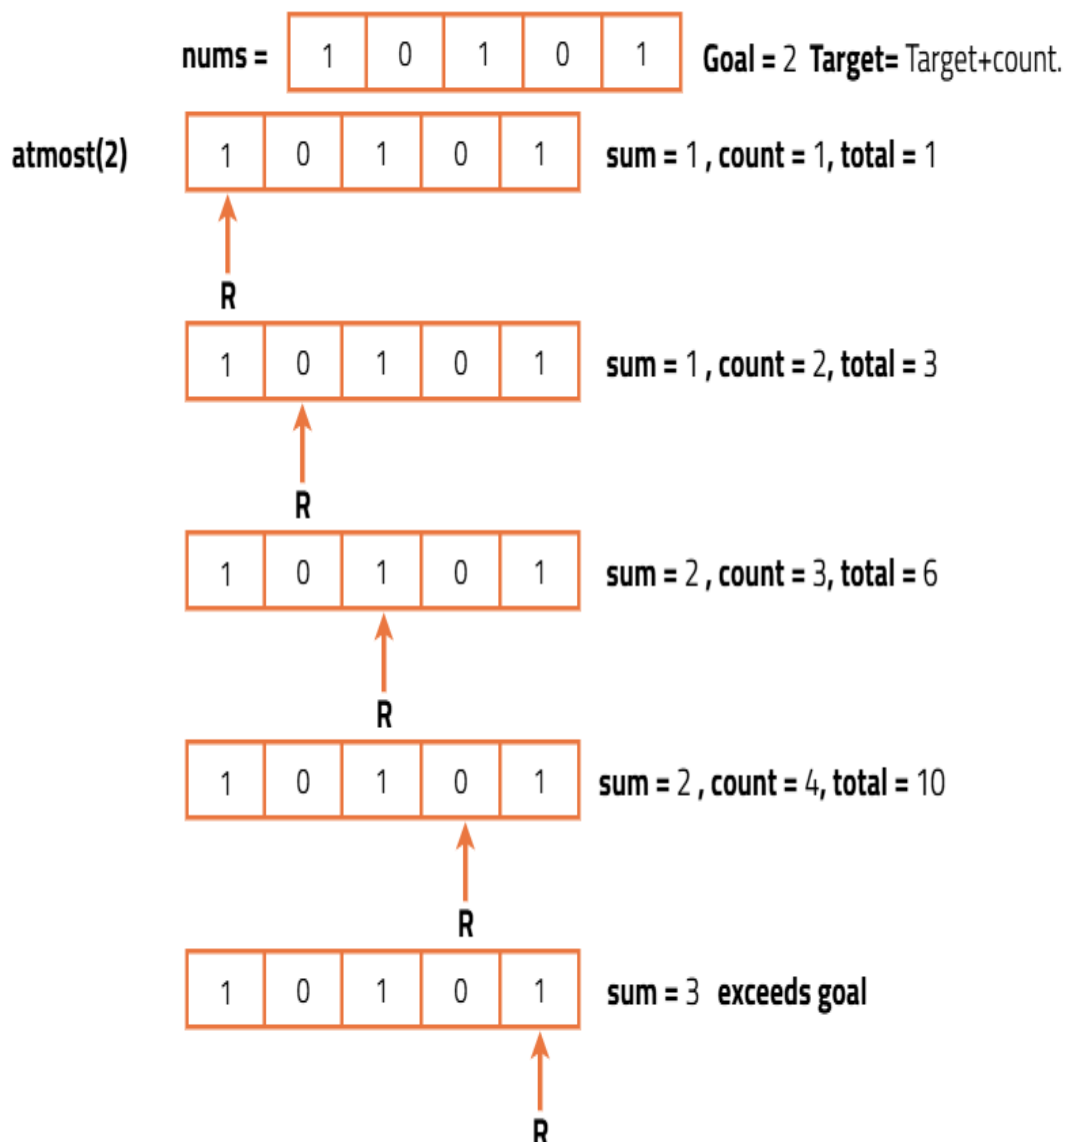 nums = 1 0 1 0 1 Goal = 2 Target= Target+count.
atmost(2) 1 0 1 0 1 sum = 1 , count = 1, total = 1
R
1 0 1 0 1 sum = 1 , count = 2, total = 3
R
1 0 1 0 1 sum = 2 , count = 3, total = 6
R
1 0 1 0 1 sum = 2 , count = 4, total = 10
R
1 0 1 0 1 sum = 3 exceeds goal
R